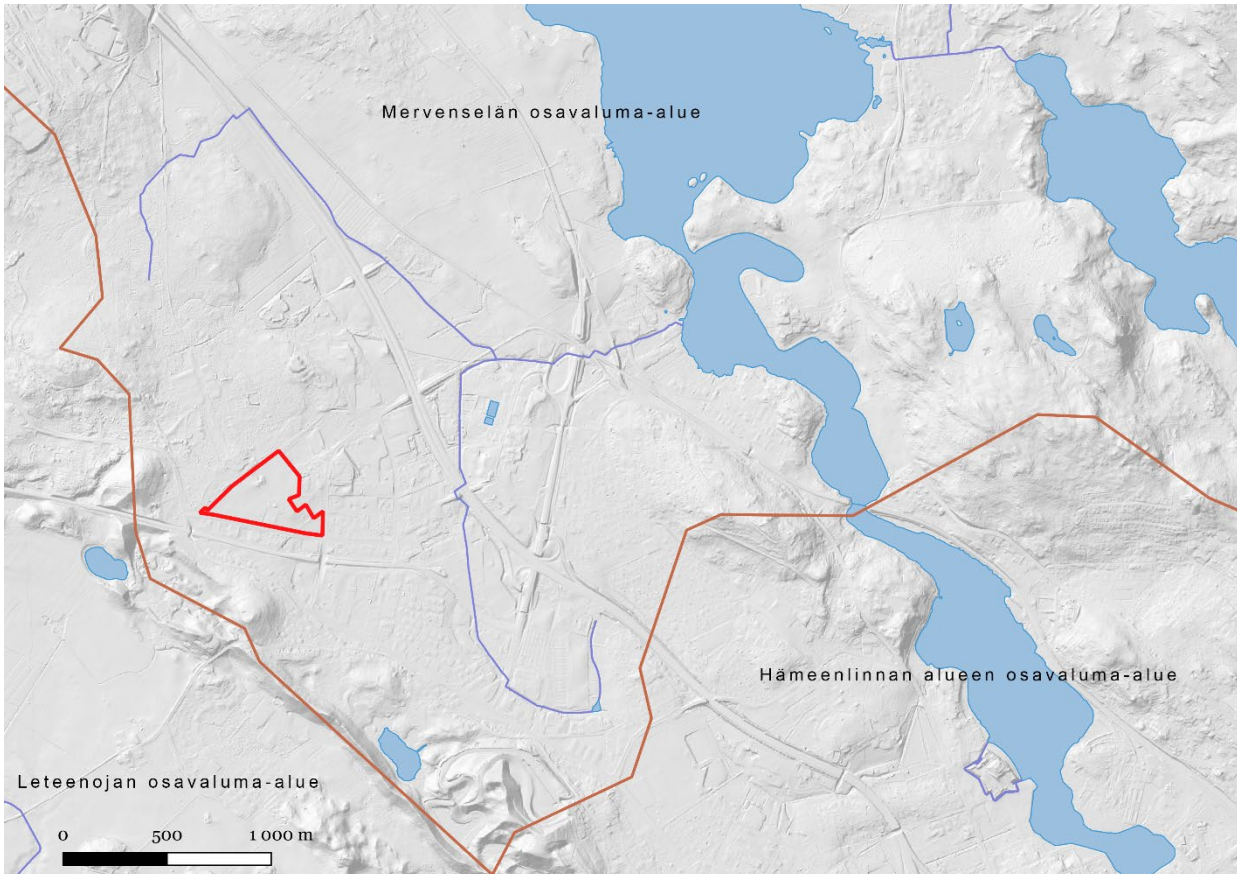 Mervenselän osavaluma-alue
Hämeenlinnan alueen osavaluma-alue
Leteenojan osavaluma-alue
0 500 1 000 m